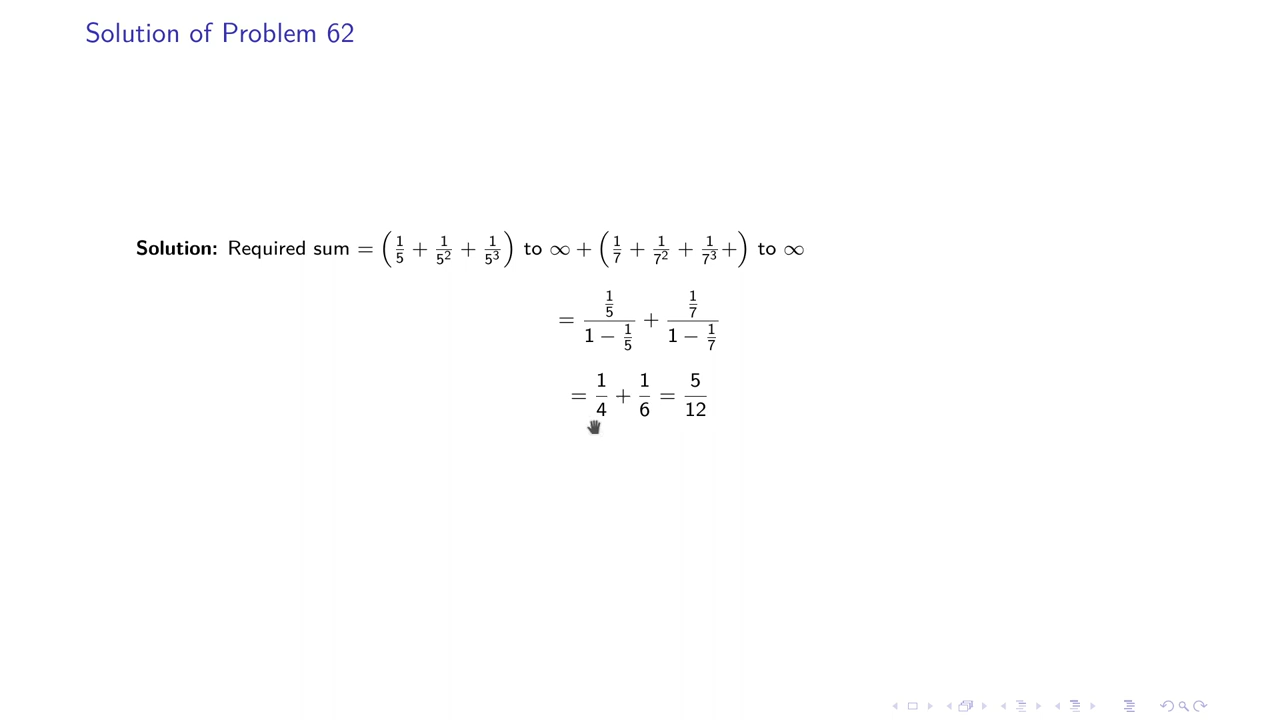 Solution of Problem 62
Solution: Required sum = (1/5 + 1/5² + 1/5³) to ∞ + (1/7 + 1/7² + 1/7³+) to ∞
= (1/5)/(1 − 1/5) + (1/7)/(1 − 1/7)
= 1/4 + 1/6 = 5/12